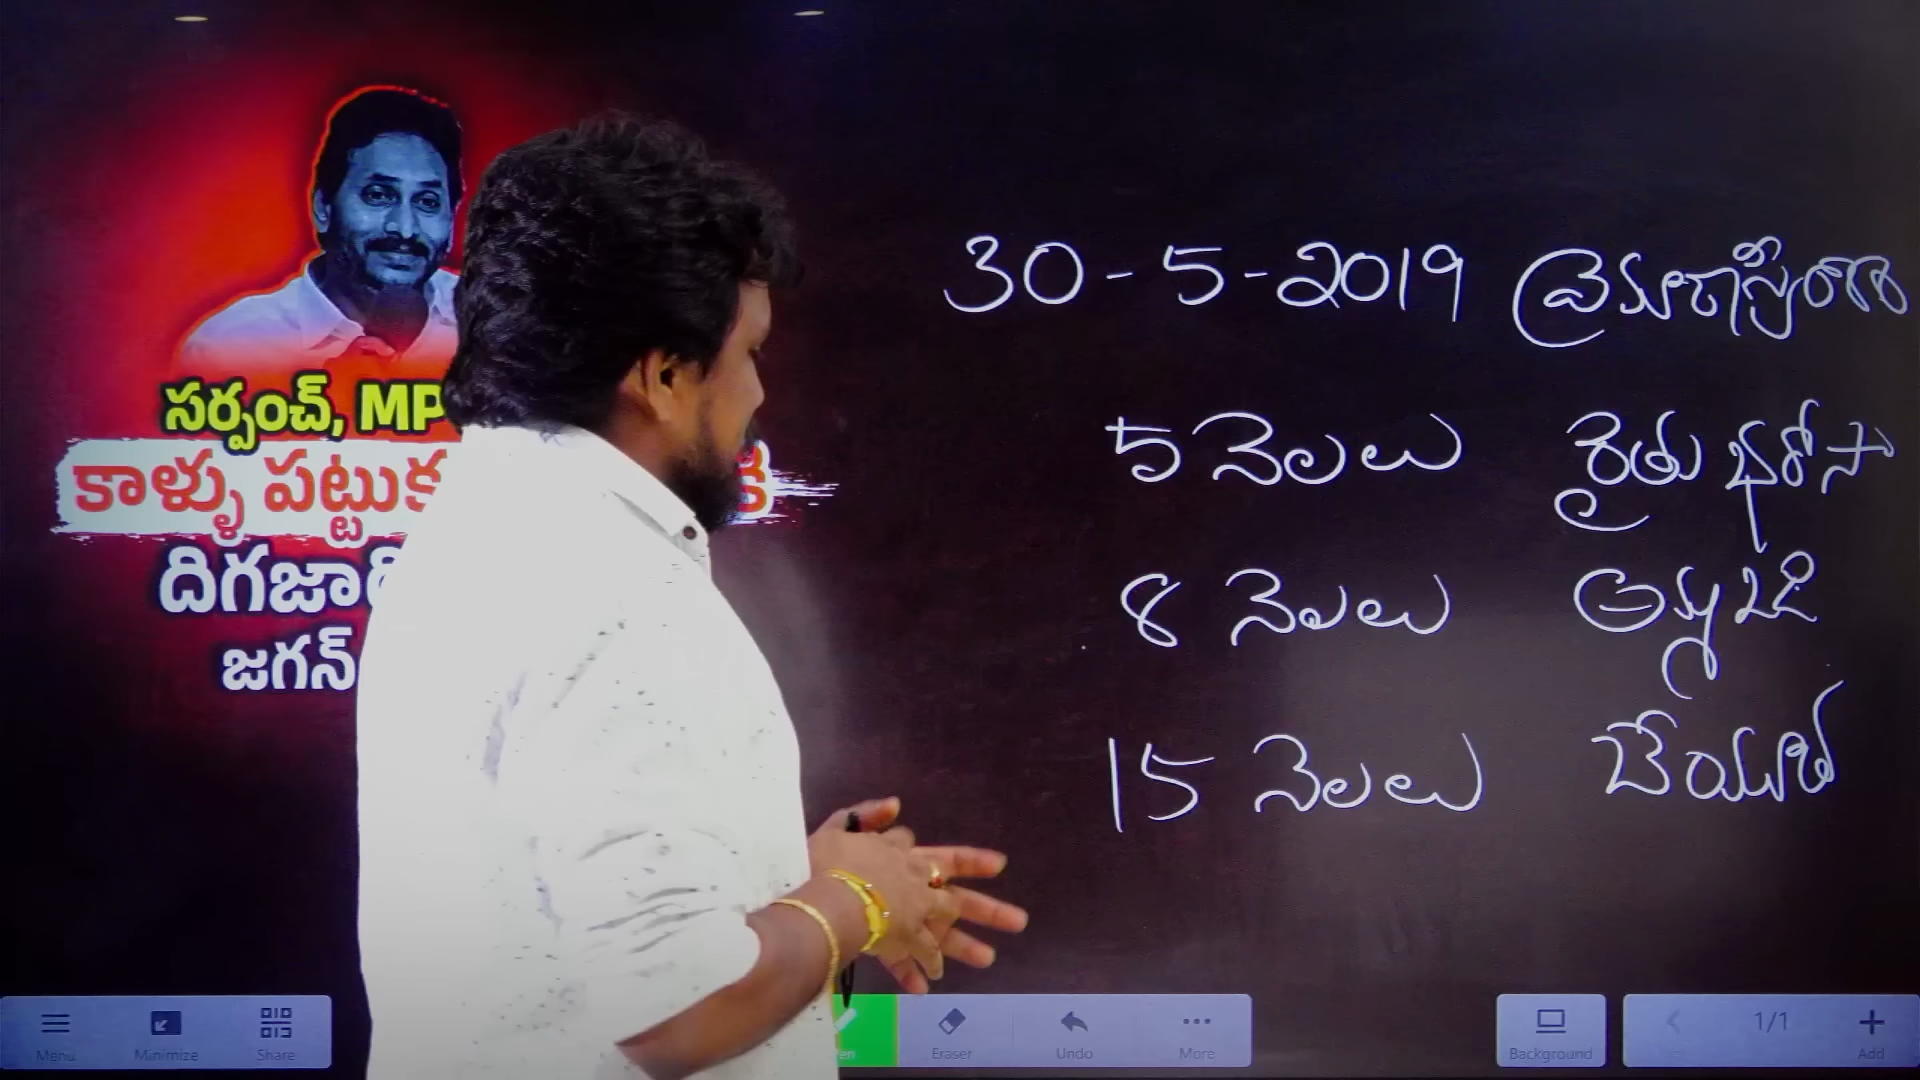 సర్పంచ్, MP
కాళ్ళు పట్టుక
దిగజార
జగన్
30-5-2019 ప్రమాణస్వీకారం
5 నెలలు రైతు భరోసా
8 నెలలు అమ్మఒడి
15 నెలలు చేయూత
Menu Minimize Share Eraser Undo More Background 1/1 Add